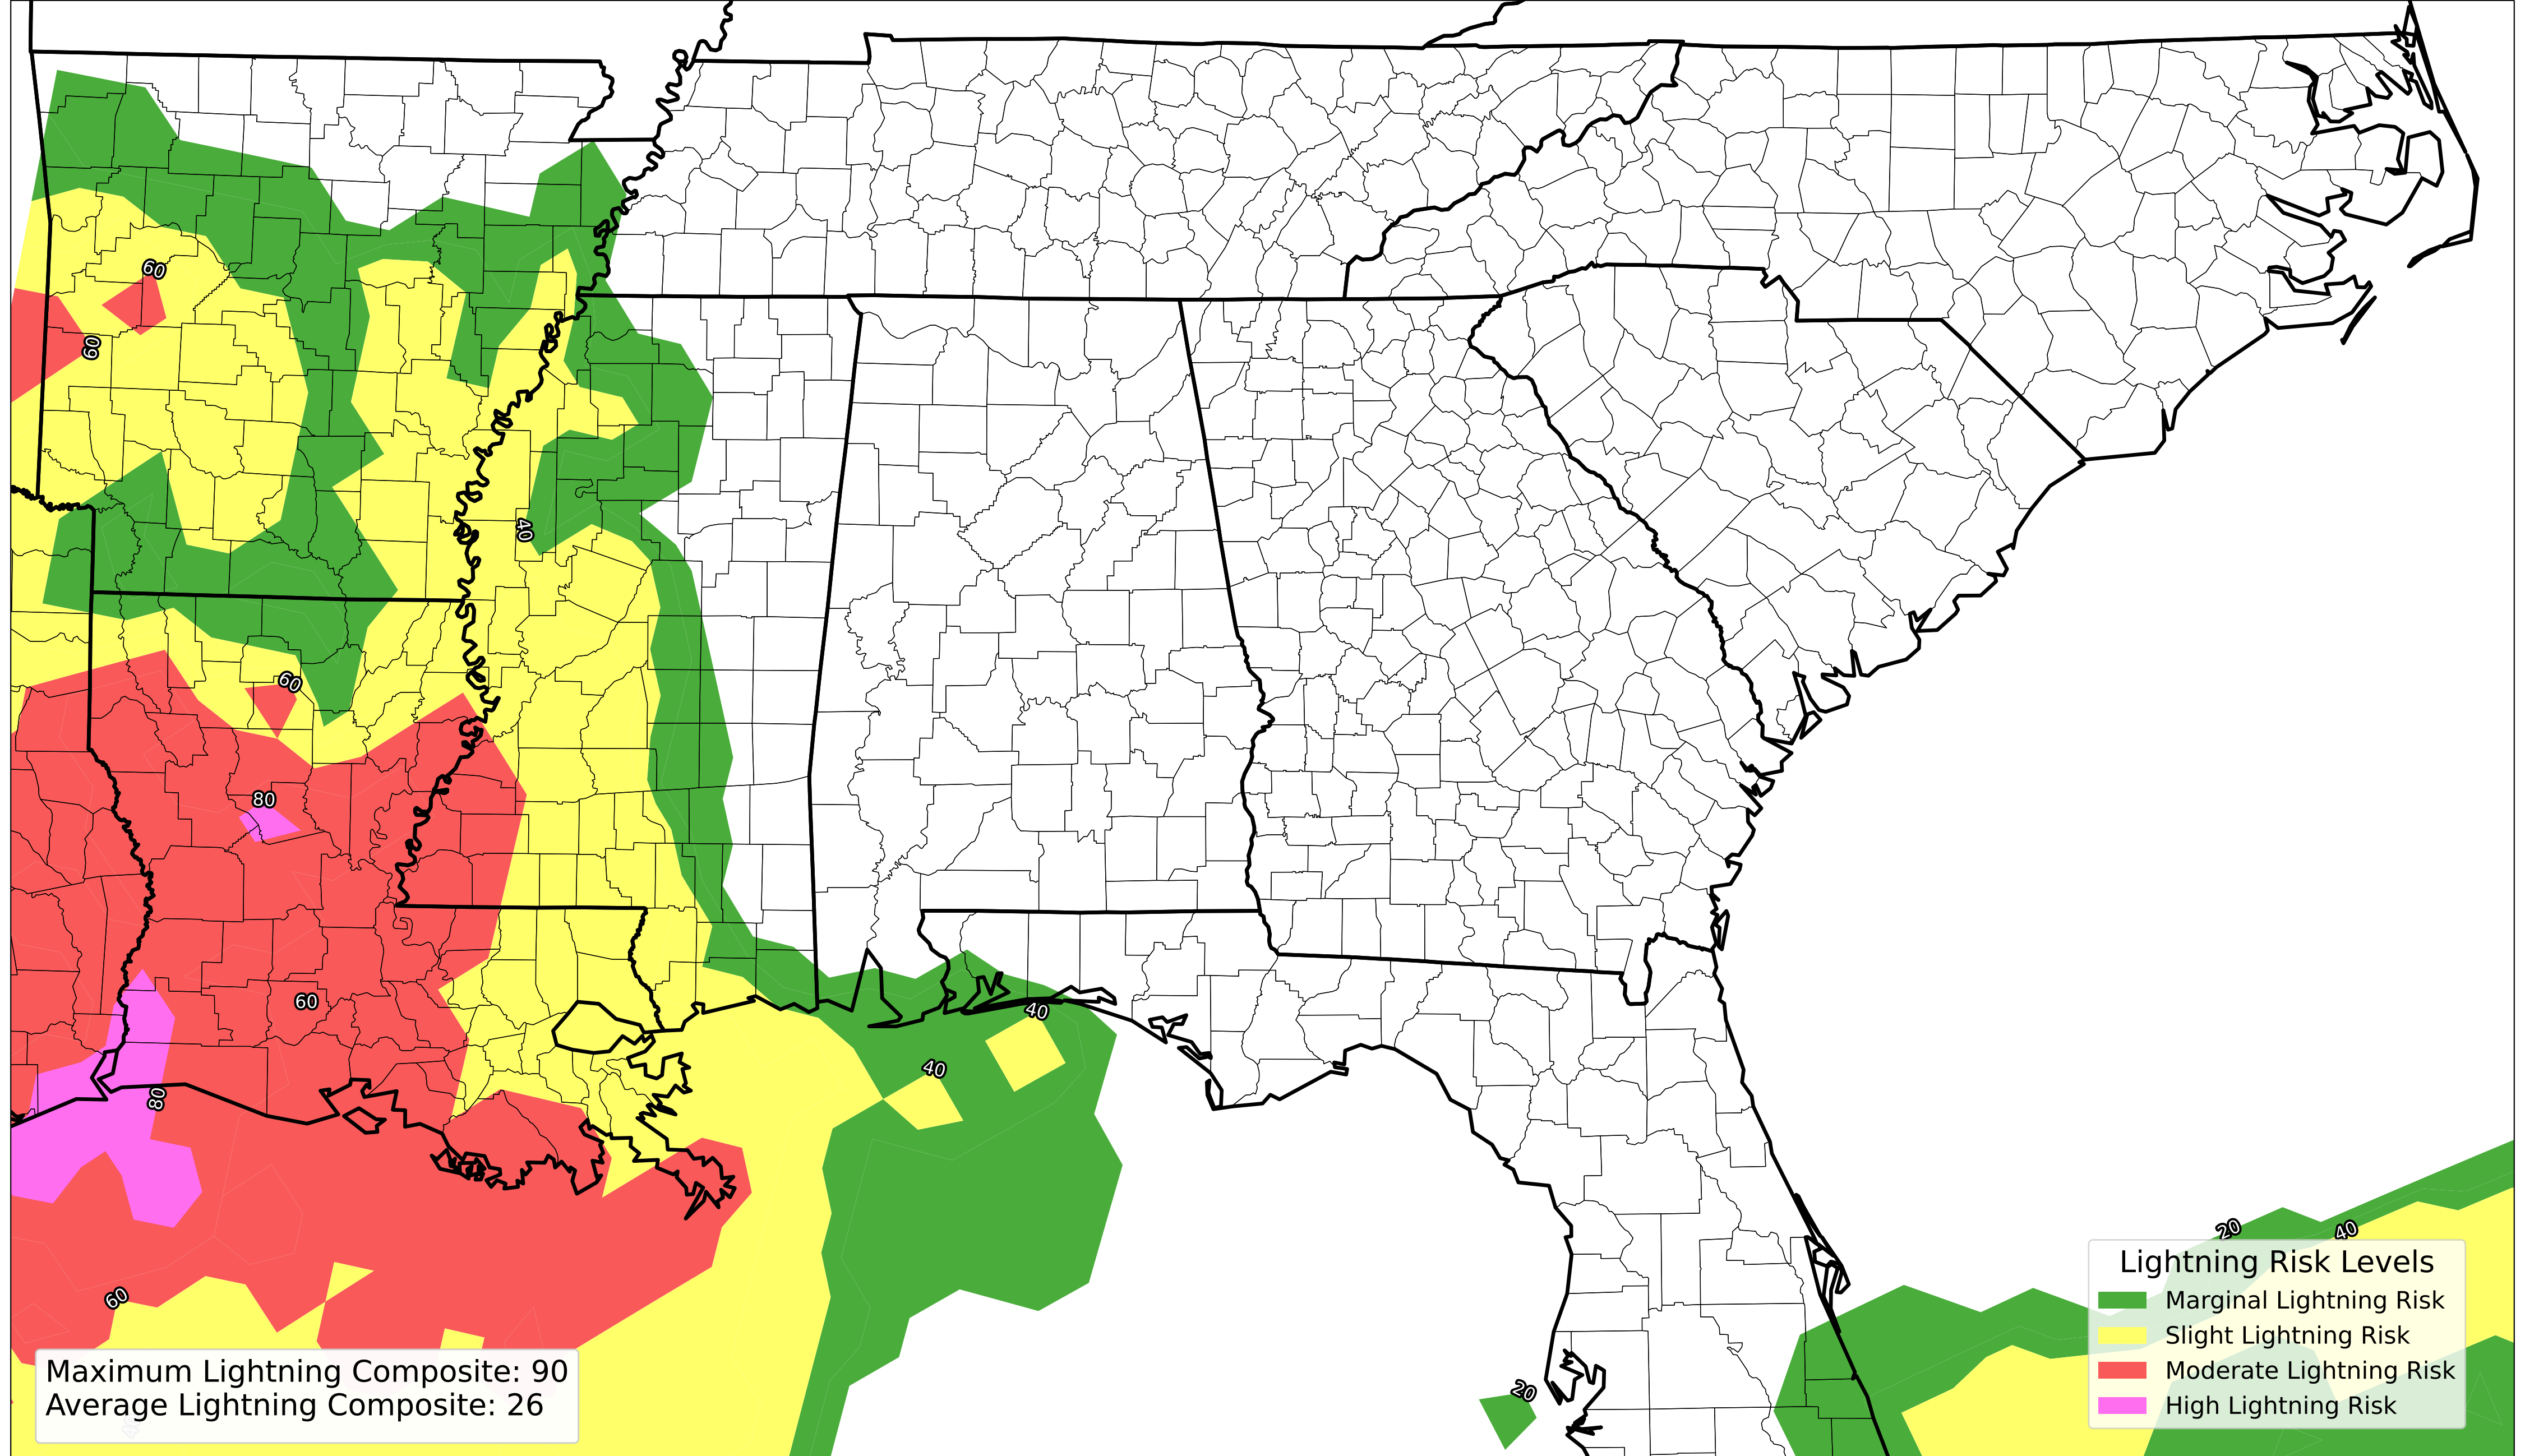 60
60
40
60
80
60
40
40
80
20
40
60
20
Lightning Risk Levels
Marginal Lightning Risk
Slight Lightning Risk
Moderate Lightning Risk
High Lightning Risk
Maximum Lightning Composite: 90
Average Lightning Composite: 26